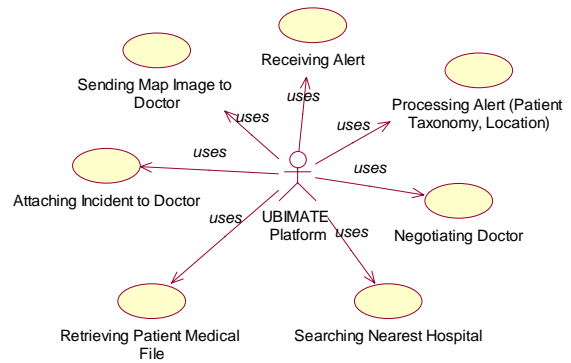 Receiving Alert
Sending Map Image to
Doctor
uses
uses
Processing Alert (Patient
Taxonomy, Location)
uses
uses
Attaching Incident to Doctor
uses
UBIMATE
Platform
uses
uses
Negotiating Doctor
Retrieving Patient Medical
File
Searching Nearest Hospital